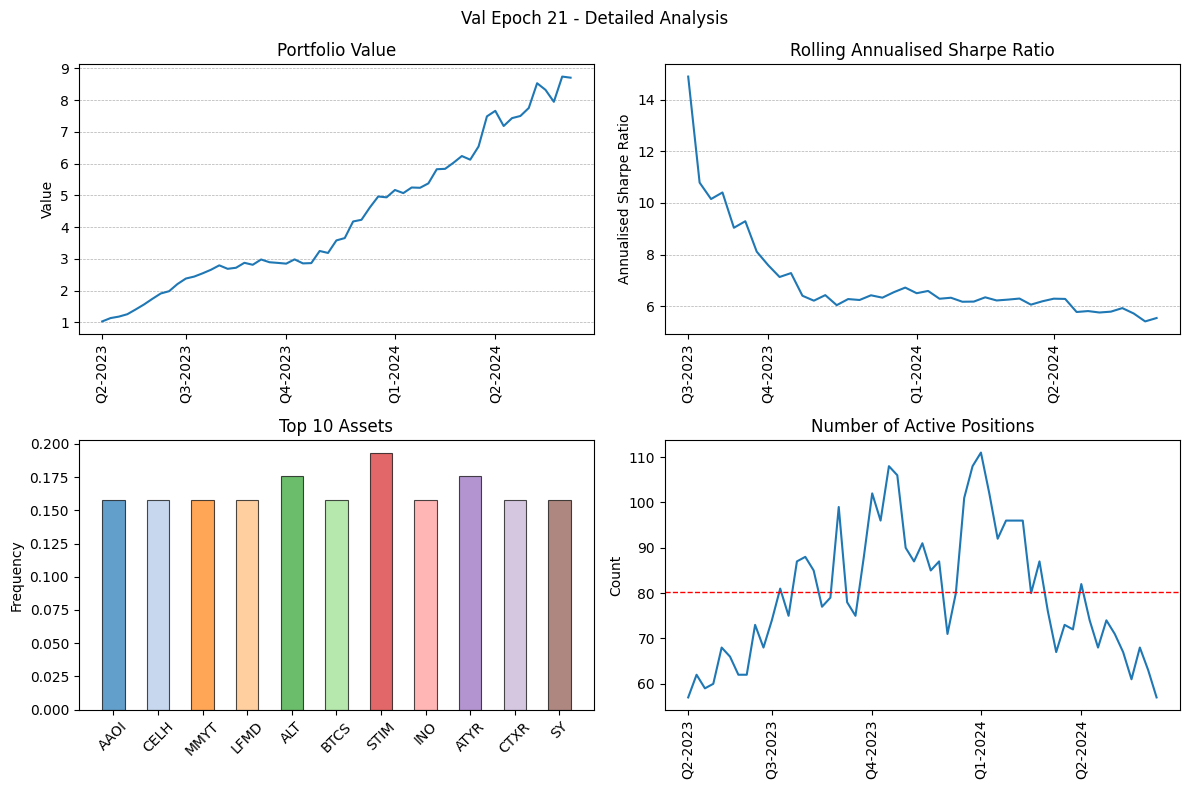 Val Epoch 21 - Detailed Analysis
Portfolio Value
Value
9
8
7
6
5
4
3
2
1
Q2-2023
Q3-2023
Q4-2023
Q1-2024
Q2-2024
Rolling Annualised Sharpe Ratio
Annualised Sharpe Ratio
14
12
10
8
6
Q3-2023
Q4-2023
Q1-2024
Q2-2024
Top 10 Assets
Frequency
0.200
0.175
0.150
0.125
0.100
0.075
0.050
0.025
0.000
AAOI
CELH
MMYT
LFMD
ALT
BTCS
STIM
INO
ATYR
CTXR
SY
Number of Active Positions
Count
110
100
90
80
70
60
Q2-2023
Q3-2023
Q4-2023
Q1-2024
Q2-2024